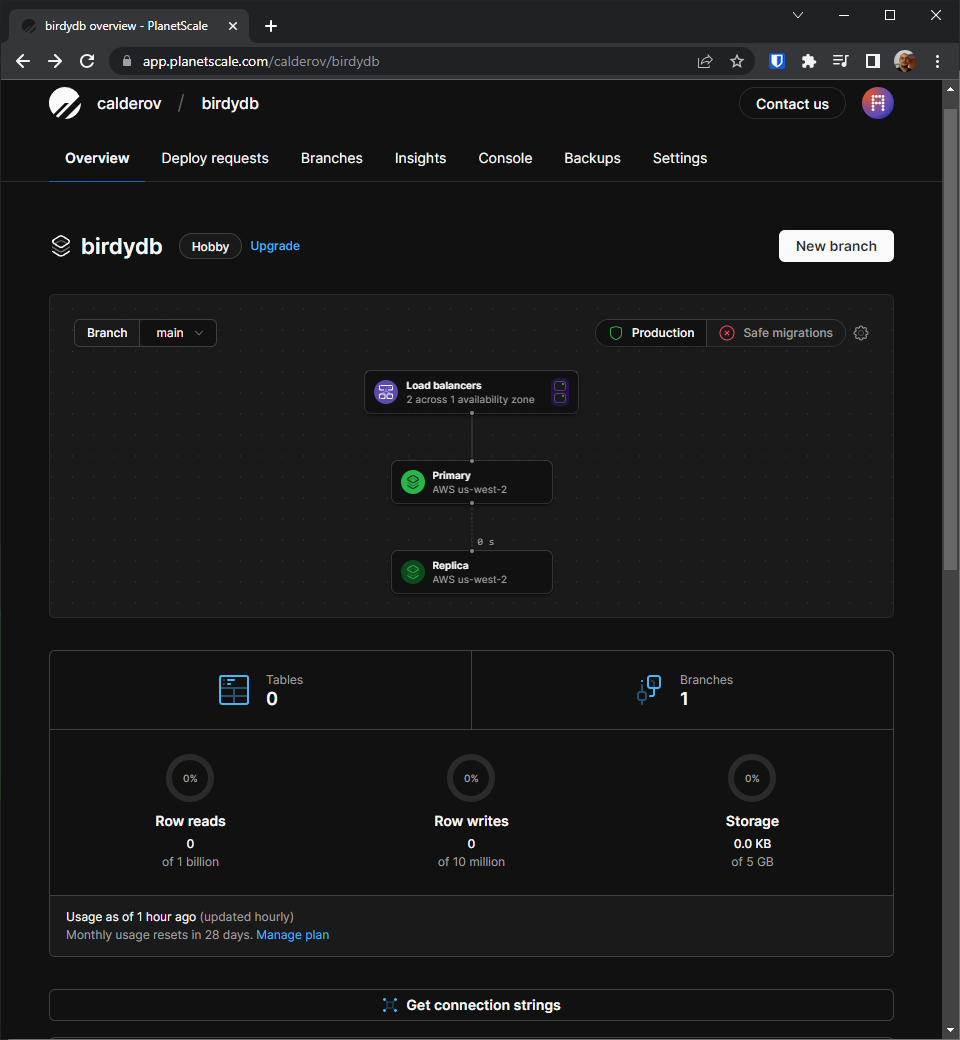 birdydb overview - PlanetScale
app.planetscale.com/calderov/birdydb
calderov / birdydb
Contact us
Overview Deploy requests Branches Insights Console Backups Settings
birdydb Hobby Upgrade
New branch
Branch main
Production Safe migrations
Load balancers
2 across 1 availability zone
Primary
AWS us-west-2
0 s
Replica
AWS us-west-2
Tables
0
Branches
1
0% 0% 0%
Row reads Row writes Storage
0 0 0.0 KB
of 1 billion of 10 million of 5 GB
Usage as of 1 hour ago (updated hourly)
Monthly usage resets in 28 days. Manage plan
Get connection strings